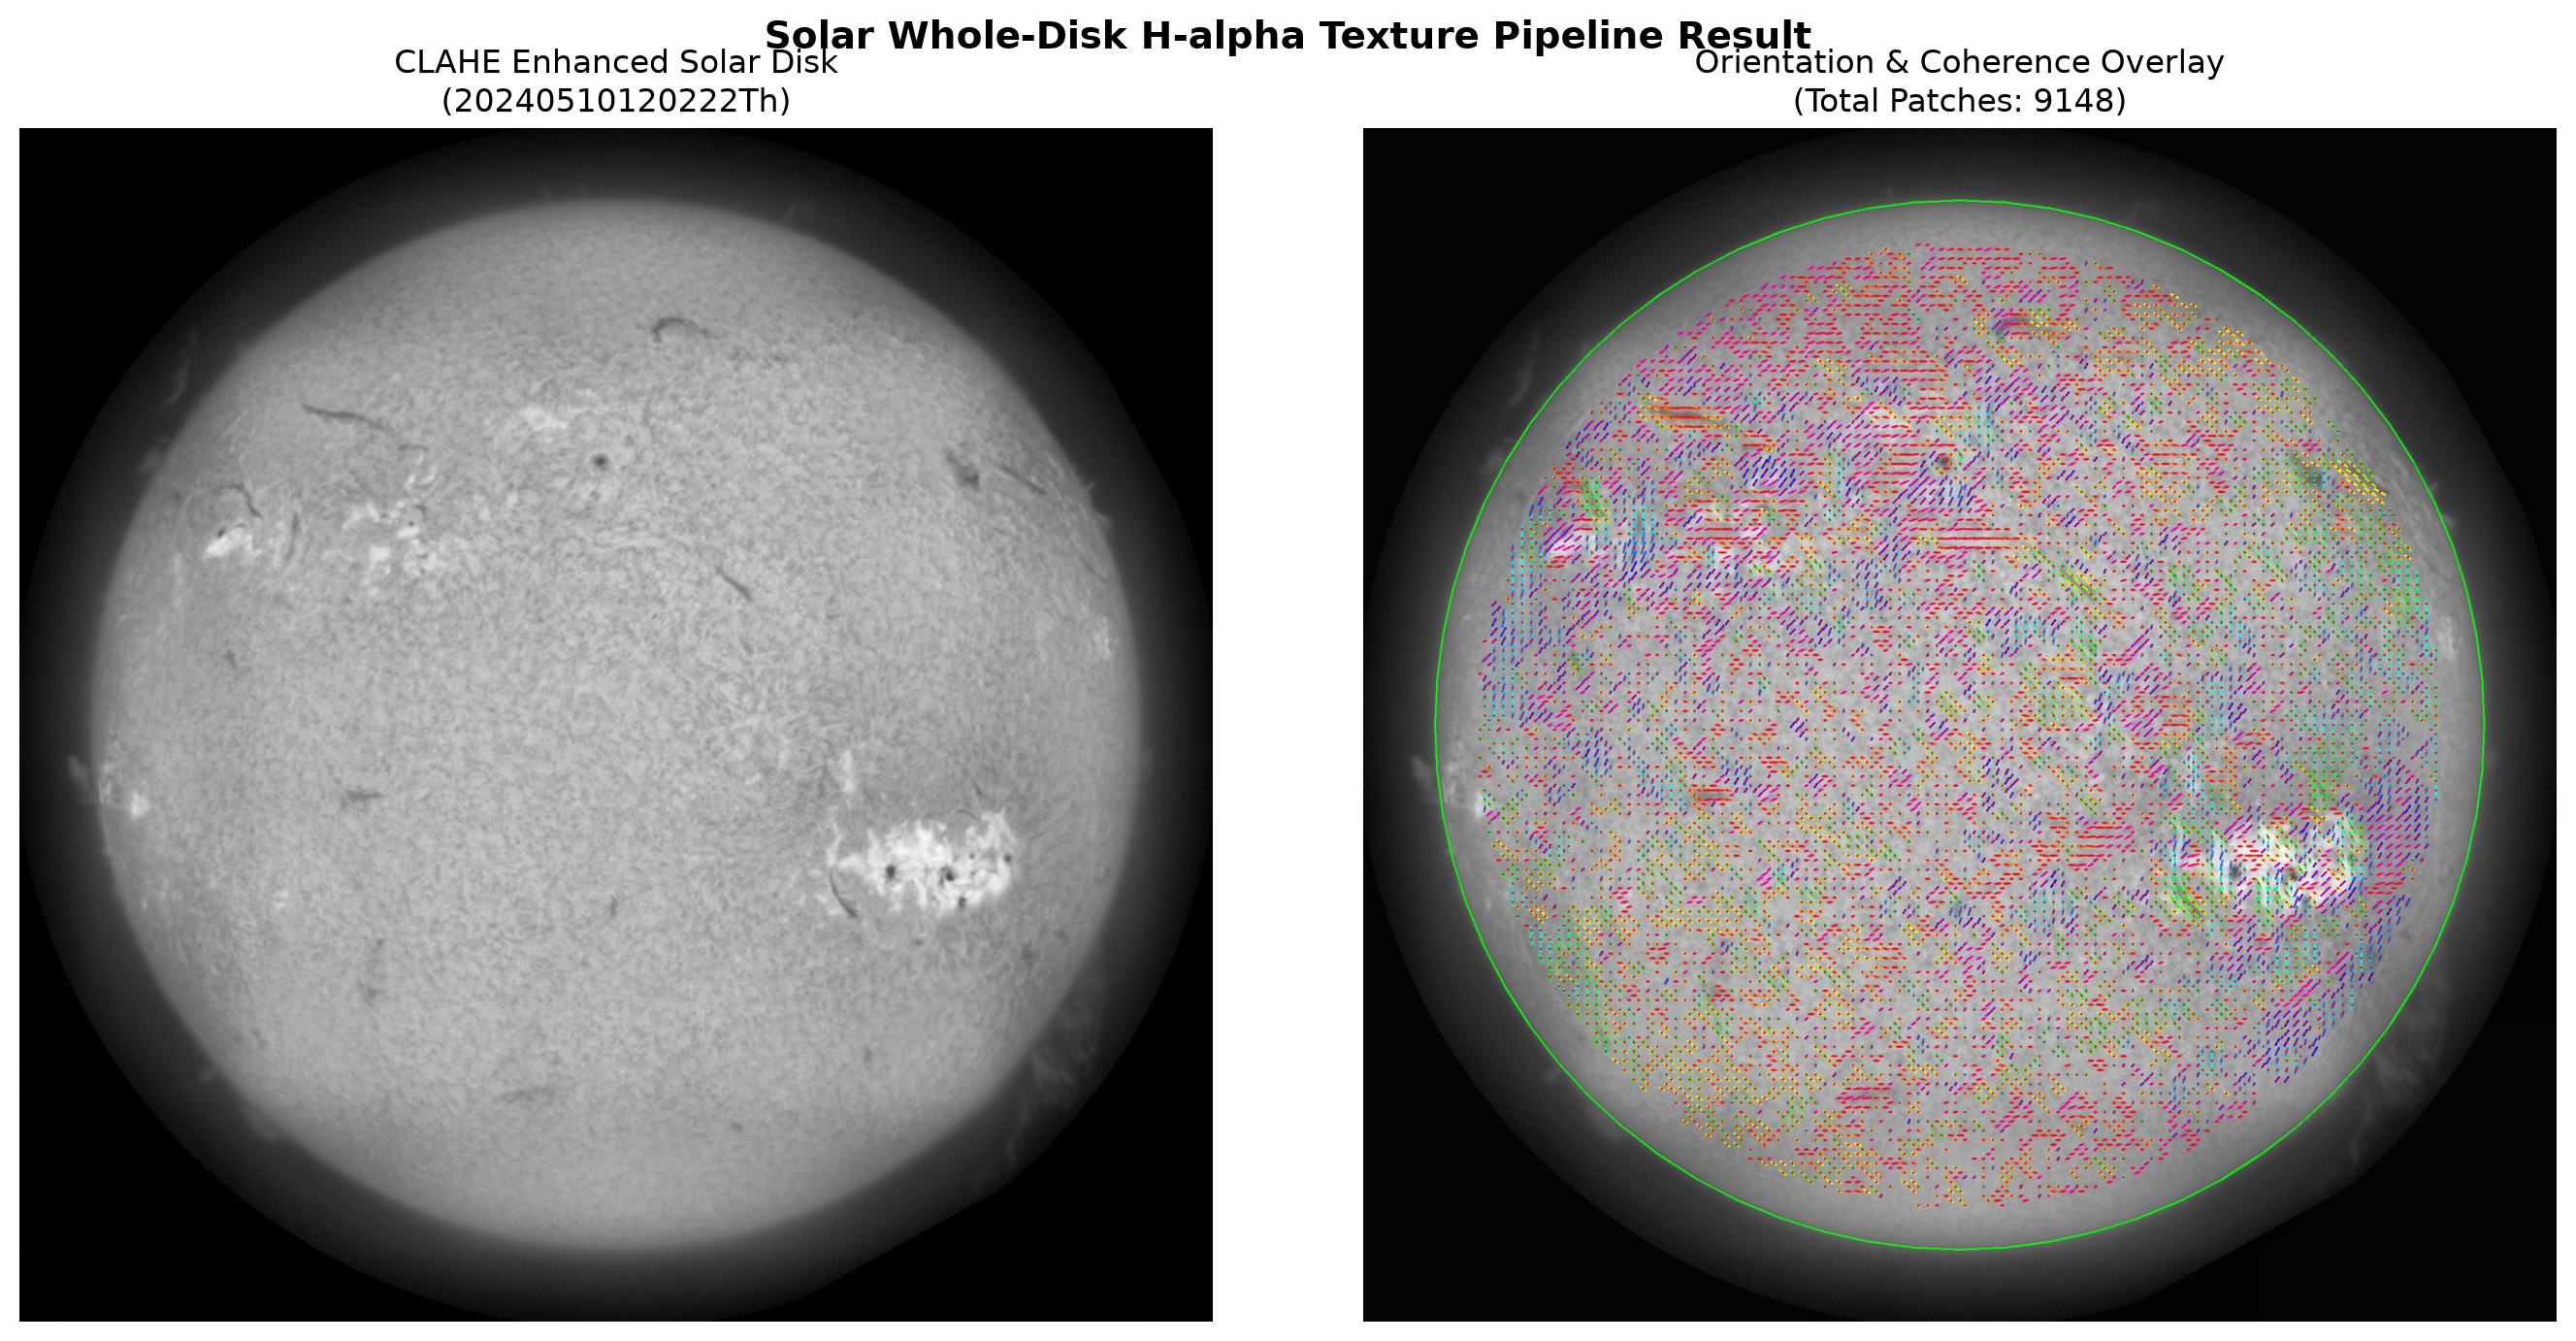 Solar Whole-Disk H-alpha Texture Pipeline Result
CLAHE Enhanced Solar Disk
(20240510120222Th)
Orientation & Coherence Overlay
(Total Patches: 9148)